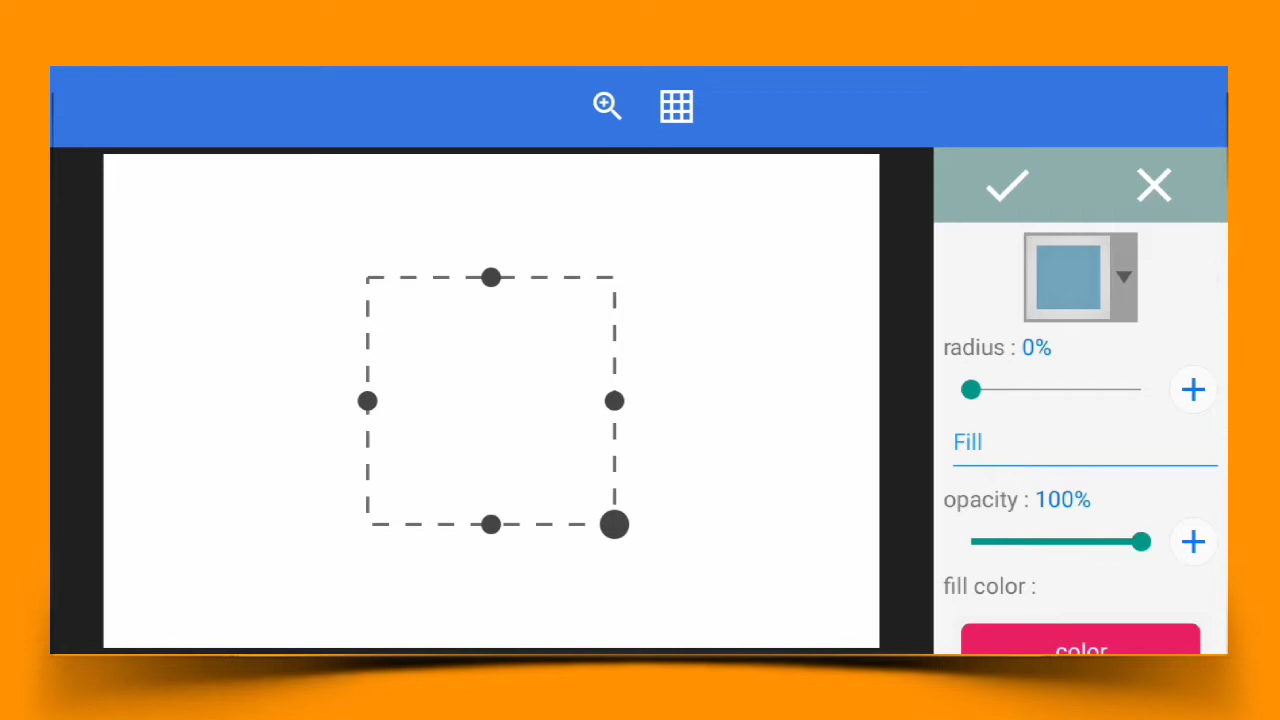 radius : 0%
Fill
opacity : 100%
fill color :
color